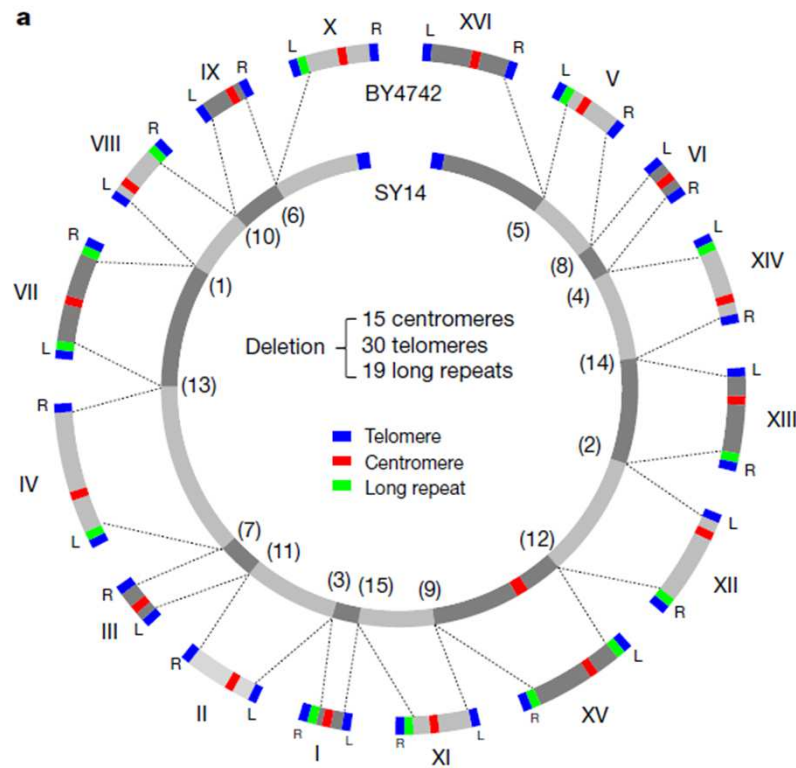 a
X
XVI
L
R
L
R
IX
R
L
BY4742
L
V
R
VIII
R
L
SY14
L
VI
R
(6)
(10)
(5)
(8)
(4)
L
XIV
R
R
VII
L
(1)
(13)
15 centromeres
Deletion
30 telomeres
19 long repeats
(14)
L
XIII
R
Telomere
Centromere
Long repeat
(2)
R
IV
L
(7)
(11)
(3)
(15)
(9)
(12)
L
XII
R
R
III
L
R
II
L
R
I
L
R
XI
L
R
XV
L